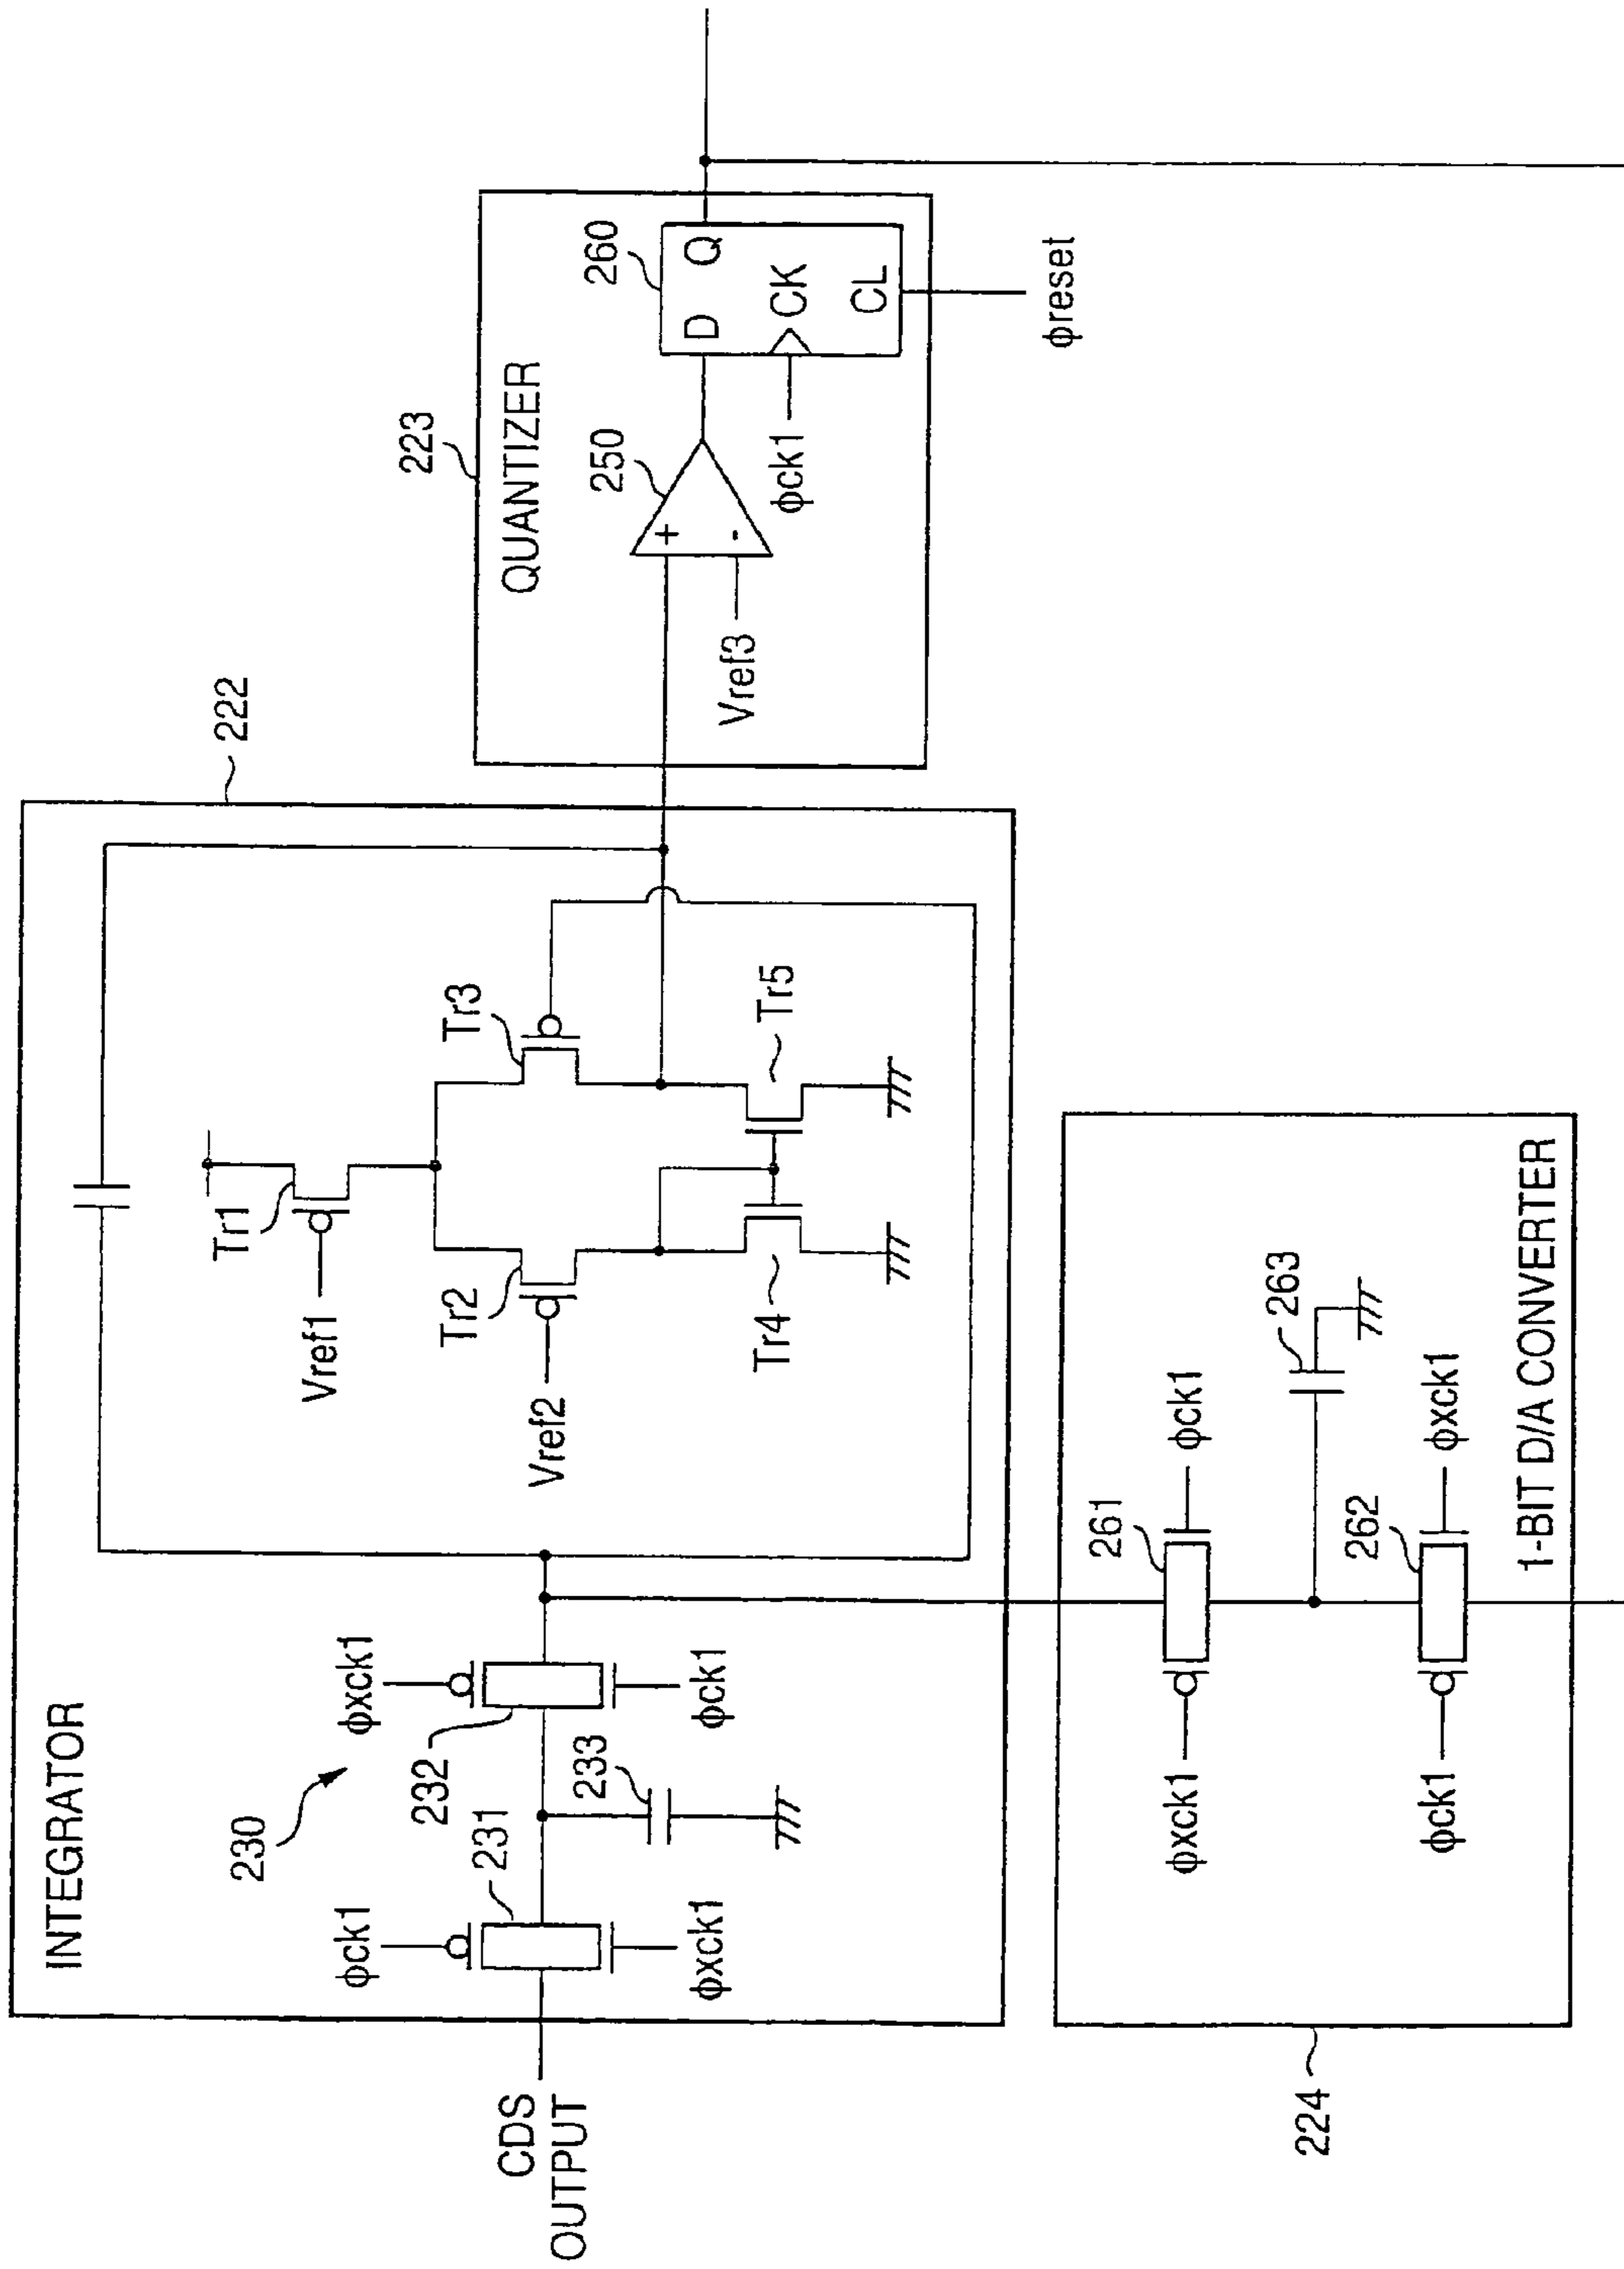 INTEGRATOR
222
230
CDS
OUTPUT
φck1
231
φxck1
φxck1
232
φck1
233
Vref1
Tr1
Vref2
Tr2
Tr3
Tr4
Tr5
223
QUANTIZER
250
+
-
Vref3
260
D
Q
CK
CL
φck1
φreset
224
φxck1
261
φck1
263
φck1
262
φxck1
1-BIT D/A CONVERTER